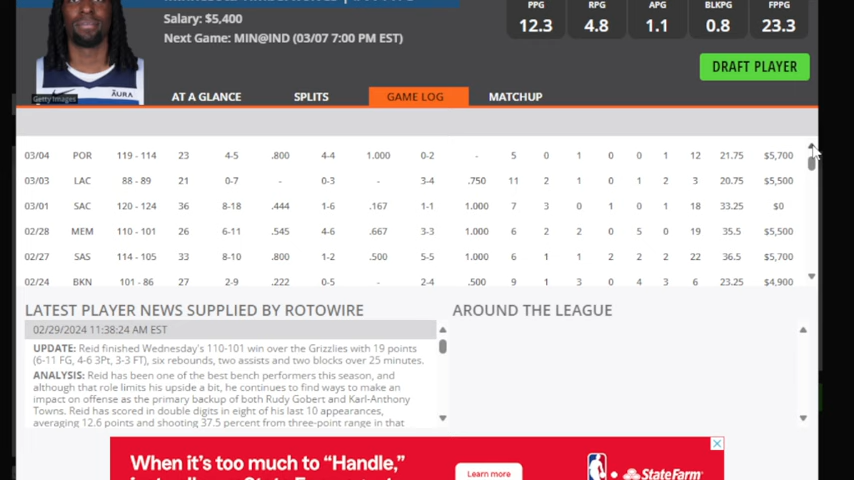 Salary: $5,400
Next Game: MIN@IND (03/07 7:00 PM EST)
PPG RPG APG BLKPG FPPG
12.3 4.8 1.1 0.8 23.3
DRAFT PLAYER
Getty Images
AURA
AT A GLANCE SPLITS GAME LOG MATCHUP
03/04 POR 119 - 114 23 4-5 .800 4-4 1.000 0-2 - 5 0 1 0 0 1 12 21.75 $5,700
03/03 LAC 88 - 89 21 0-7 - 0-3 - 3-4 .750 11 2 1 0 1 2 3 20.75 $5,500
03/01 SAC 120 - 124 36 8-18 .444 1-6 .167 1-1 1.000 7 3 0 1 0 1 18 33.25 $0
02/28 MEM 110 - 101 26 6-11 .545 4-6 .667 3-3 1.000 6 2 2 0 5 0 19 35.5 $5,500
02/27 SAS 114 - 105 33 8-10 .800 1-2 .500 5-5 1.000 6 1 1 2 2 2 22 36.5 $5,700
02/24 BKN 101 - 86 27 2-9 .222 0-5 - 2-4 .500 9 1 3 0 4 3 6 23.25 $4,900
LATEST PLAYER NEWS SUPPLIED BY ROTOWIRE
AROUND THE LEAGUE
02/29/2024 11:38:24 AM EST
UPDATE: Reid finished Wednesday's 110-101 win over the Grizzlies with 19 points
(6-11 FG, 4-6 3Pt, 3-3 FT), six rebounds, two assists and two blocks over 25 minutes.
ANALYSIS: Reid has been one of the best bench performers this season, and
although that role limits his upside a bit, he continues to find ways to make an
impact on offense as the primary backup of both Rudy Gobert and Karl-Anthony
Towns. Reid has scored in double digits in eight of his last 10 appearances,
averaging 12.6 points and shooting 37.5 percent from three-point range in that
When it's too much to "Handle,"
Learn more
NBA
State Farm